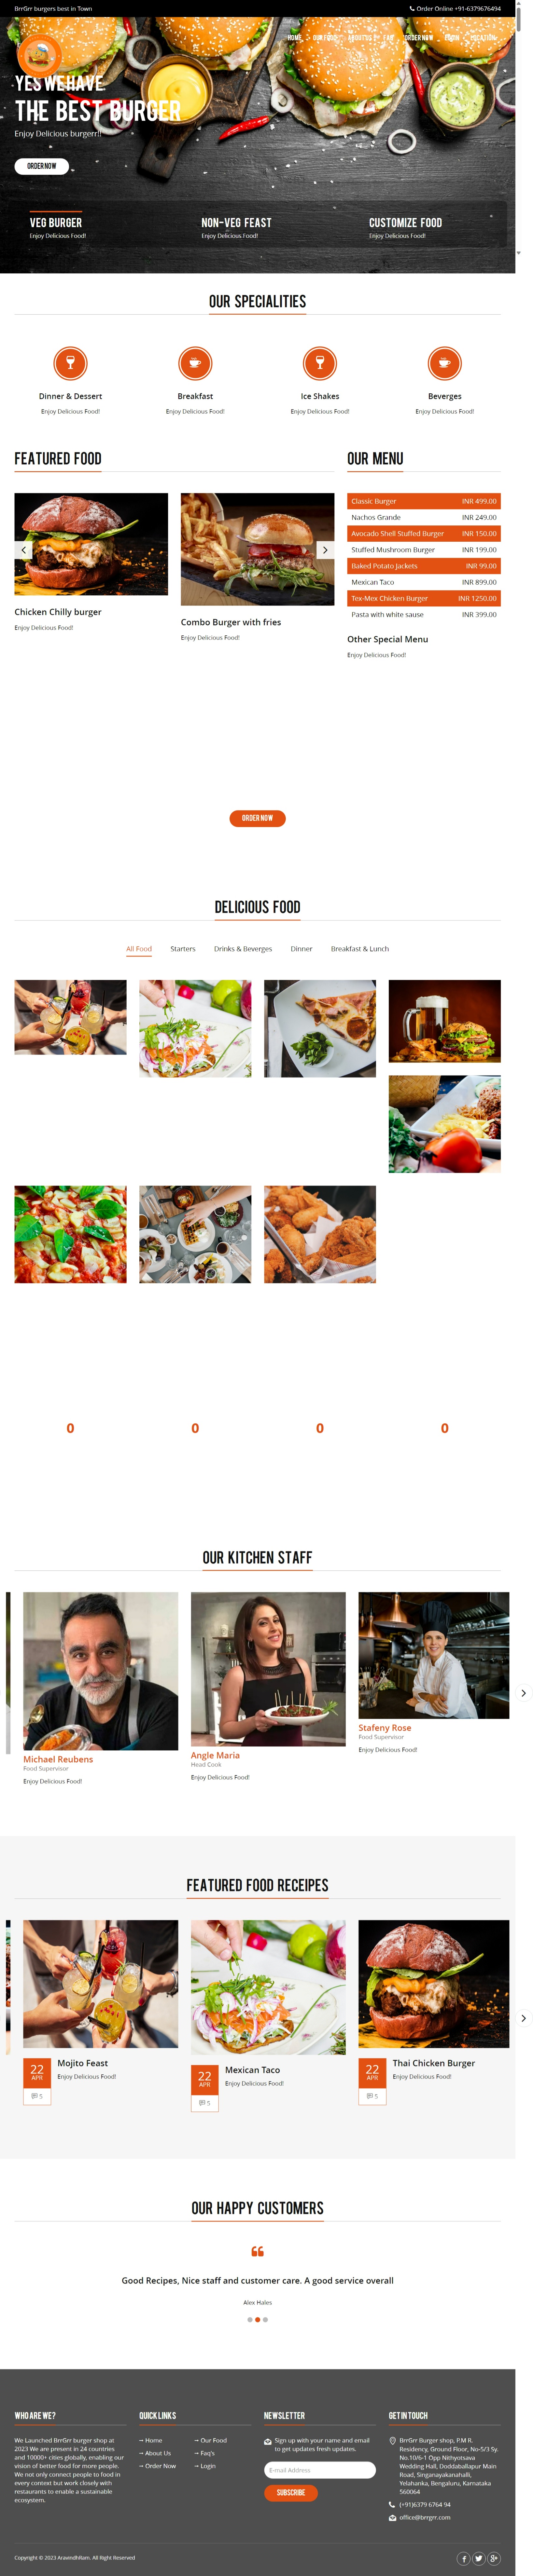 BrrGrr burgers best in Town
Order Online +91-6379676494
HOME OUR FOOD ABOUT US FAQ ORDER NOW LOGIN LOCATION
YES WE HAVE
THE BEST BURGER
Enjoy Delicious burgerr!!
ORDER NOW
VEG BURGER NON-VEG FEAST CUSTOMIZE FOOD
Enjoy Delicious Food! Enjoy Delicious Food! Enjoy Delicious Food!
OUR SPECIALITIES
Dinner & Dessert Breakfast Ice Shakes Beverges
Enjoy Delicious Food! Enjoy Delicious Food! Enjoy Delicious Food! Enjoy Delicious Food!
FEATURED FOOD
Chicken Chilly burger
Enjoy Delicious Food!
Combo Burger with fries
Enjoy Delicious Food!
OUR MENU
Classic Burger INR 499.00
Nachos Grande INR 249.00
Avocado Shell Stuffed Burger INR 150.00
Stuffed Mushroom Burger INR 199.00
Baked Potato Jackets INR 99.00
Mexican Taco INR 899.00
Tex-Mex Chicken Burger INR 1250.00
Pasta with white sause INR 399.00
Other Special Menu
Enjoy Delicious Food!
ORDER NOW
DELICIOUS FOOD
All Food Starters Drinks & Beverges Dinner Breakfast & Lunch
0 0 0 0
OUR KITCHEN STAFF
Michael Reubens
Food Supervisor
Enjoy Delicious Food!
Angle Maria
Head Cook
Enjoy Delicious Food!
Stafeny Rose
Food Supervisor
Enjoy Delicious Food!
FEATURED FOOD RECEIPES
22
APR
5
Mojito Feast
Enjoy Delicious Food!
22
APR
5
Mexican Taco
Enjoy Delicious Food!
22
APR
5
Thai Chicken Burger
Enjoy Delicious Food!
OUR HAPPY CUSTOMERS
Good Recipes, Nice staff and customer care. A good service overall
Alex Hales
WHO ARE WE?
We Launched BrrGrr burger shop at
2023 We are present in 24 countries
and 10000+ cities globally, enabling our
vision of better food for more people.
We not only connect people to food in
every context but work closely with
restaurants to enable a sustainable
ecosystem.
QUICK LINKS
Home
About Us
Order Now
Our Food
Faq's
Login
NEWSLETTER
Sign up with your name and email
to get updates fresh updates.
E-mail Address
SUBSCRIBE
GET IN TOUCH
BrrGrr Burger shop, P.M R.
Residency, Ground Floor, No-5/3 Sy.
No.10/6-1 Opp Nithyotsava
Wedding Hall, Doddaballapur Main
Road, Singanayakanahalli,
Yelahanka, Bengaluru, Karnataka
560064
(+91)6379 6764 94
office@brrgrr.com
Copyright © 2023 AravindhRam. All Right Reserved